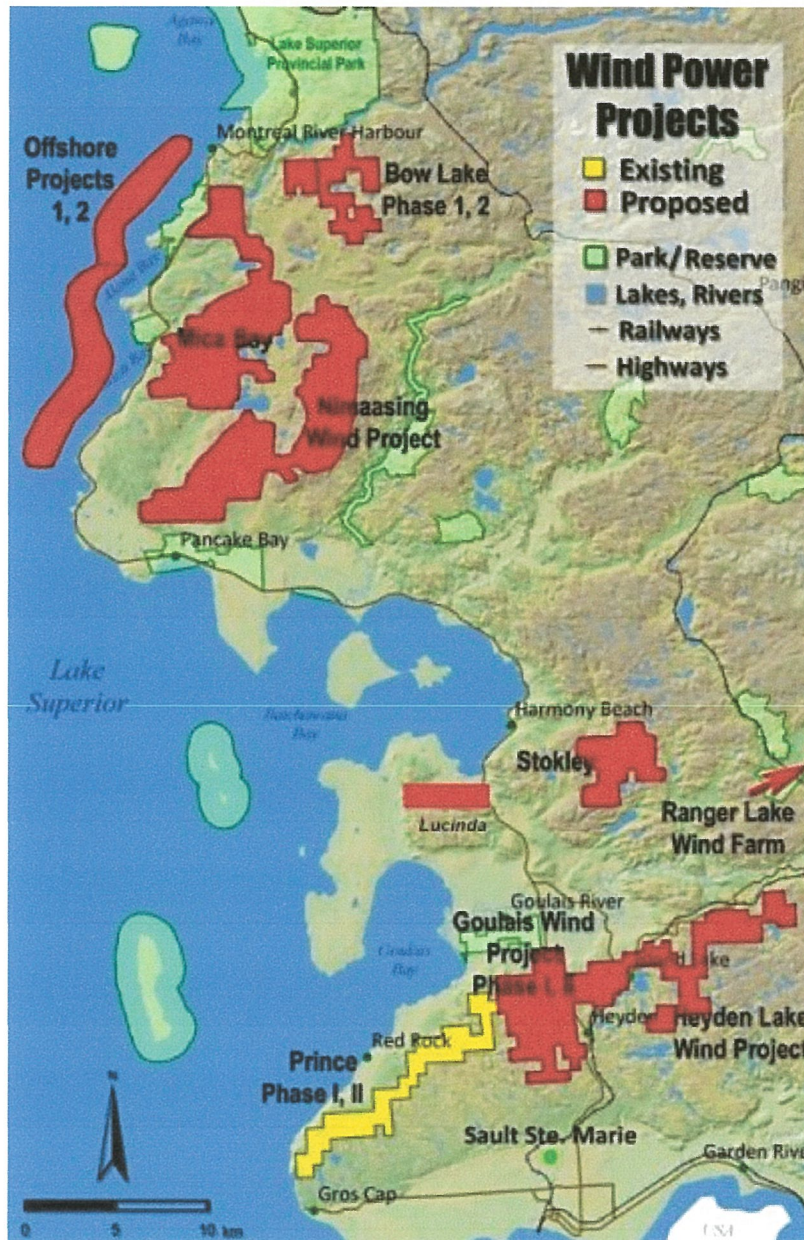 Agawa
Bay
Lake Superior
Provincial Park
Wind Power
Projects
Existing
Proposed
Park/Reserve
Lakes, Rivers
Railways
Highways
Montreal River Harbour
Offshore
Projects
1, 2
Bow Lake
Phase 1, 2
Mica Bay
Nimaasing
Wind Project
Pancake Bay
Lake
Superior
Batchawana
Bay
Harmony Beach
Stokley
Lucinda
Ranger Lake
Wind Farm
Goulais River
Goulais Wind
Project
Phase I, II
Goulais
Bay
Heyden
Heyden Lake
Wind Project
Red Rock
Prince
Phase I, II
Sault Ste. Marie
Garden Rive
Gros Cap
N
0 5 10 km
USA